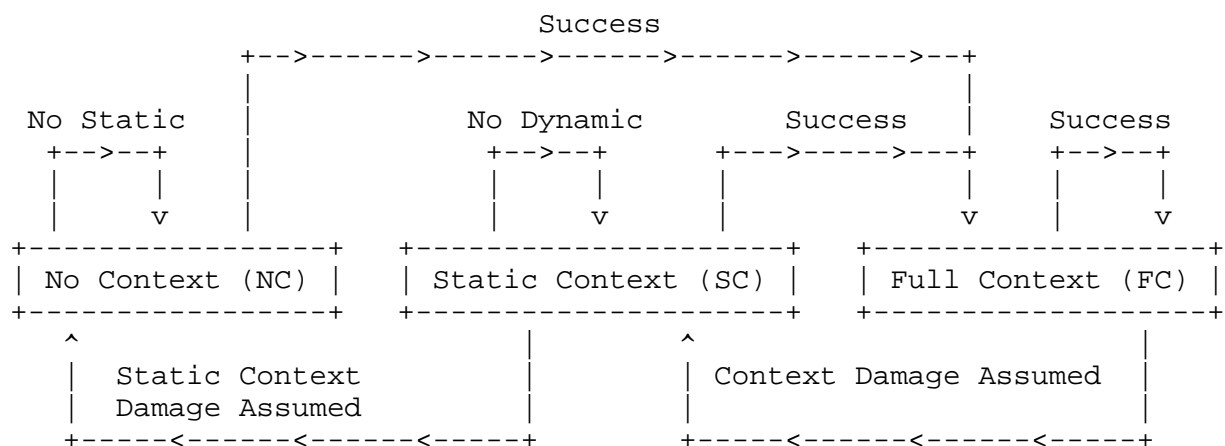 Success
No Static No Dynamic Success Success
No Context (NC) Static Context (SC) Full Context (FC)
Static Context Context Damage Assumed
Damage Assumed